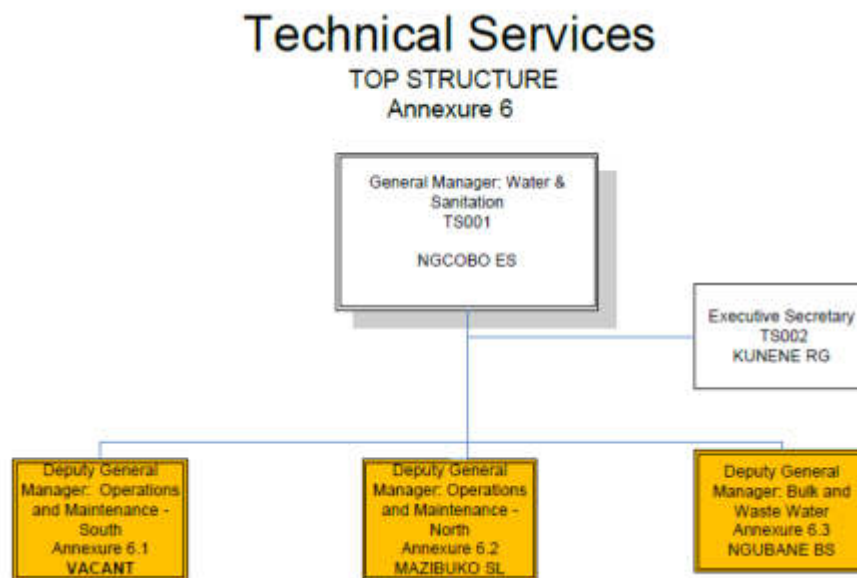 Technical Services
TOP STRUCTURE
Annexure 6
General Manager: Water &
Sanitation
TS001
NGCOBO ES
Executive Secretary
TS002
KUNENE RG
Deputy General
Manager: Operations
and Maintenance -
South
Annexure 6.1
VACANT
Deputy General
Manager: Operations
and Maintenance -
North
Annexure 6.2
MAZIBUKO SL
Deputy General
Manager: Bulk and
Waste Water
Annexure 6.3
NGUBANE BS